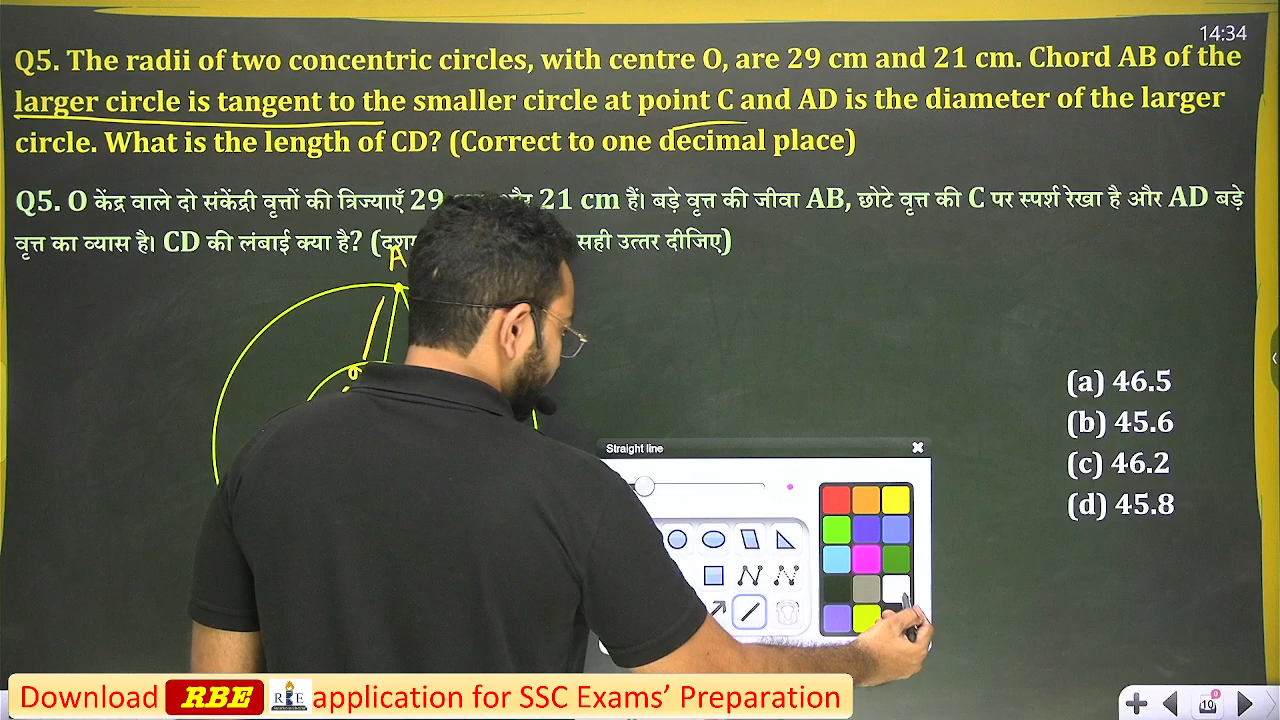 14:34
Q5. The radii of two concentric circles, with centre O, are 29 cm and 21 cm. Chord AB of the
larger circle is tangent to the smaller circle at point C and AD is the diameter of the larger
circle. What is the length of CD? (Correct to one decimal place)
Q5. O केंद्र वाले दो संकेंद्री वृत्तों की त्रिज्याएँ 29 और 21 cm हैं। बड़े वृत्त की जीवा AB, छोटे वृत्त की C पर स्पर्श रेखा है और AD बड़े
वृत्त का व्यास है। CD की लंबाई क्या है? सही उत्तर दीजिए)
A
(a) 46.5
(b) 45.6
(c) 46.2
(d) 45.8
Straight line
10
Download RBE RE application for SSC Exams' Preparation